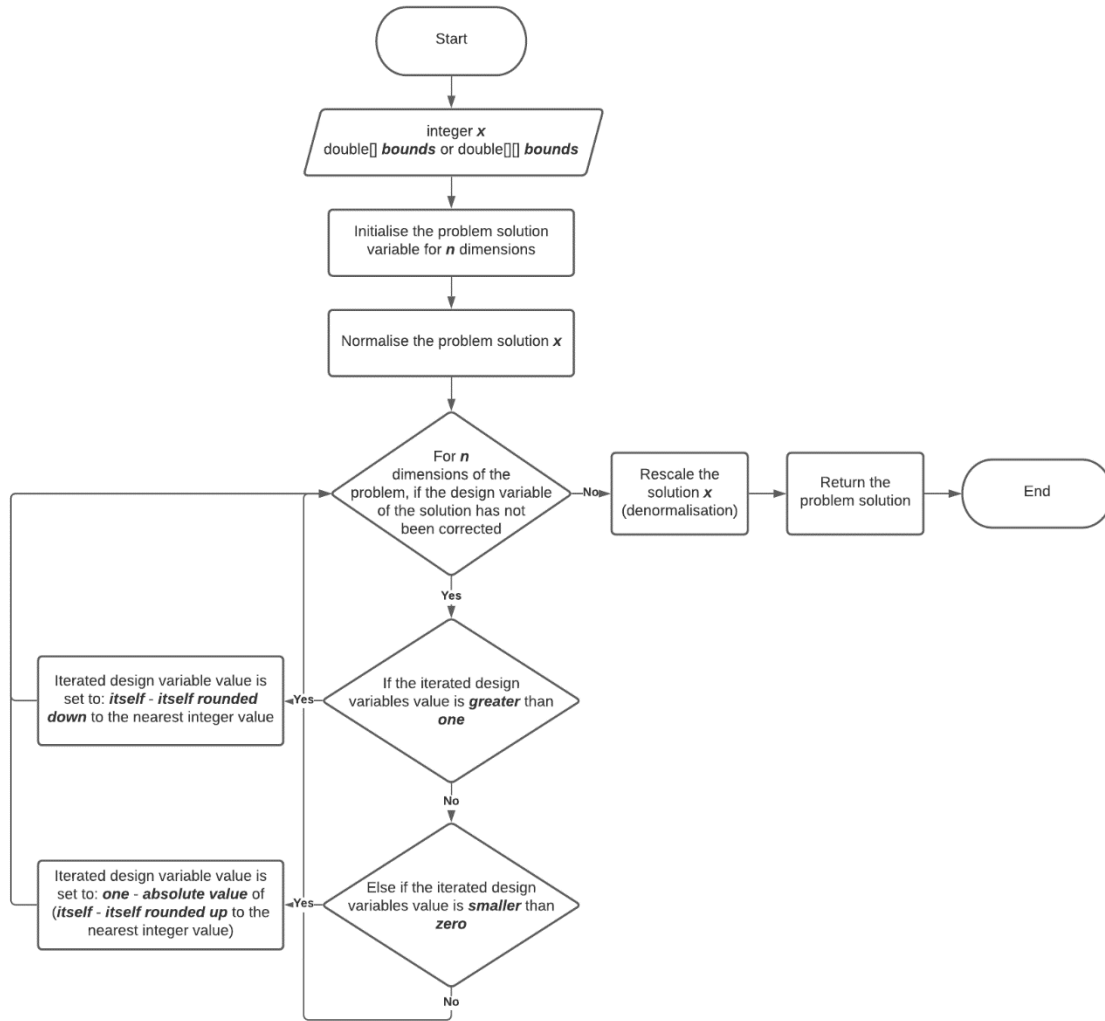 Start
integer x
double[] bounds or double[][] bounds
Initialise the problem solution
variable for n dimensions
Normalise the problem solution x
For n
dimensions of the
problem, if the design variable
of the solution has not
been corrected
No
Rescale the
solution x
(denormalisation)
Return the
problem solution
End
Yes
If the iterated design
variables value is greater than
one
Yes
Iterated design variable value is
set to: itself - itself rounded
down to the nearest integer value
No
Else if the iterated design
variables value is smaller than
zero
Yes
Iterated design variable value is
set to: one - absolute value of
(itself - itself rounded up to the
nearest integer value)
No